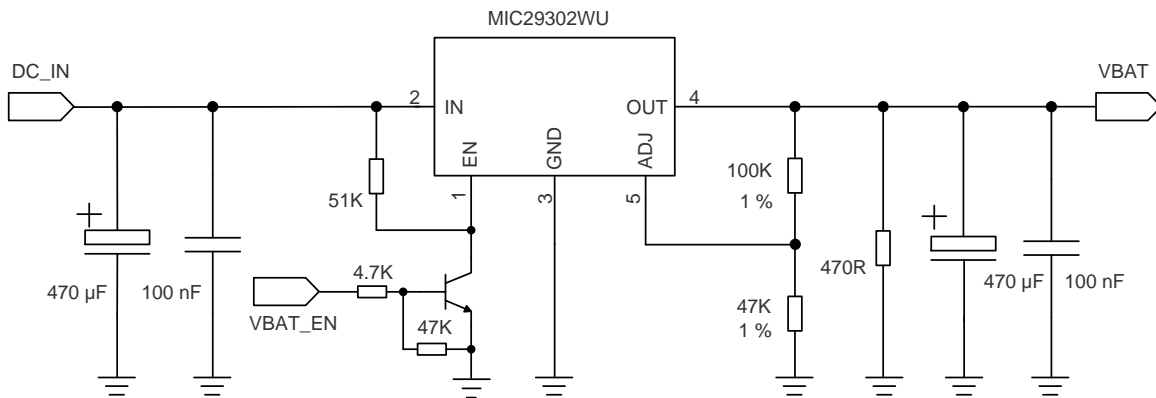 MIC29302WU
DC_IN
VBAT
2
IN
OUT
4
EN
GND
ADJ
1
3
5
51K
100K
1 %
+
470 µF
100 nF
4.7K
VBAT_EN
47K
470R
47K
1 %
+
470 µF
100 nF